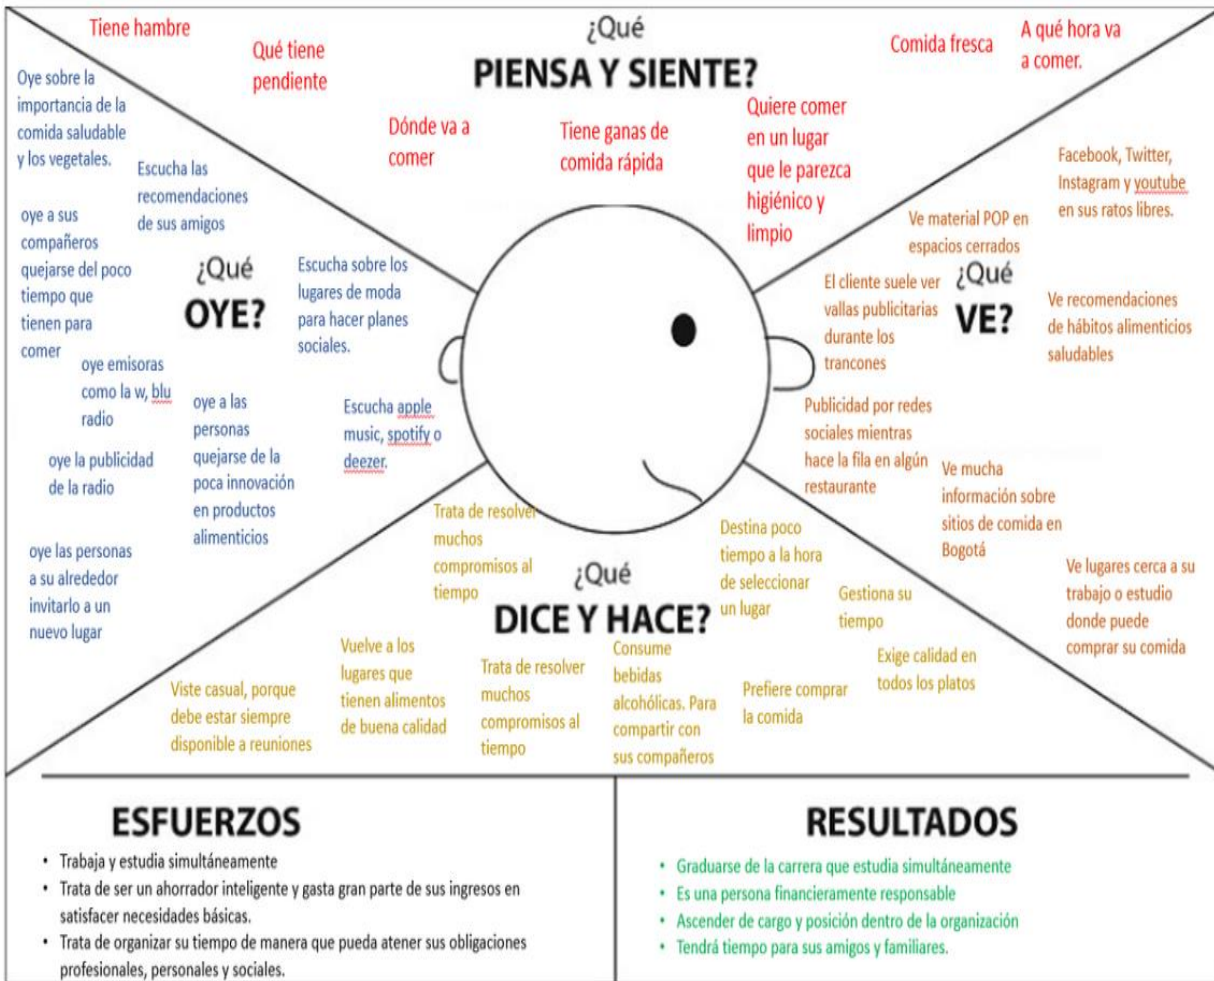 ¿Qué
PIENSA Y SIENTE?
Tiene hambre
Qué tiene
pendiente
Dónde va a
comer
Tiene ganas de
comida rápida
Quiere comer
en un lugar
que le parezca
higiénico y
limpio
Comida fresca
A qué hora va
a comer.
¿Qué
OYE?
Oye sobre la
importancia de la
comida saludable
y los vegetales.
Escucha las
recomendaciones
de sus amigos
oye a sus
compañeros
quejarse del poco
tiempo que
tienen para
comer
Escucha sobre los
lugares de moda
para hacer planes
sociales.
oye emisoras
como la w, blu
radio
oye a las
personas
quejarse de la
poca innovación
en productos
alimenticios
Escucha apple
music, spotify o
deezer.
oye la publicidad
de la radio
oye las personas
a su alrededor
invitarlo a un
nuevo lugar
¿Qué
VE?
Facebook, Twitter,
Instagram y youtube
en sus ratos libres.
Ve material POP en
espacios cerrados
El cliente suele ver
vallas publicitarias
durante los
trancones
Ve recomendaciones
de hábitos alimenticios
saludables
Publicidad por redes
sociales mientras
hace la fila en algún
restaurante
Ve mucha
información sobre
sitios de comida en
Bogotá
Ve lugares cerca a su
trabajo o estudio
donde puede
comprar su comida
¿Qué
DICE Y HACE?
Trata de resolver
muchos
compromisos al
tiempo
Destina poco
tiempo a la hora
de seleccionar
un lugar
Gestiona su
tiempo
Viste casual, porque
debe estar siempre
disponible a reuniones
Vuelve a los
lugares que
tienen alimentos
de buena calidad
Trata de resolver
muchos
compromisos al
tiempo
Consume
bebidas
alcohólicas. Para
compartir con
sus compañeros
Prefiere comprar
la comida
Exige calidad en
todos los platos
ESFUERZOS
• Trabaja y estudia simultáneamente
• Trata de ser un ahorrador inteligente y gasta gran parte de sus ingresos en
satisfacer necesidades básicas.
• Trata de organizar su tiempo de manera que pueda atener sus obligaciones
profesionales, personales y sociales.
RESULTADOS
• Graduarse de la carrera que estudia simultáneamente
• Es una persona financieramente responsable
• Ascender de cargo y posición dentro de la organización
• Tendrá tiempo para sus amigos y familiares.